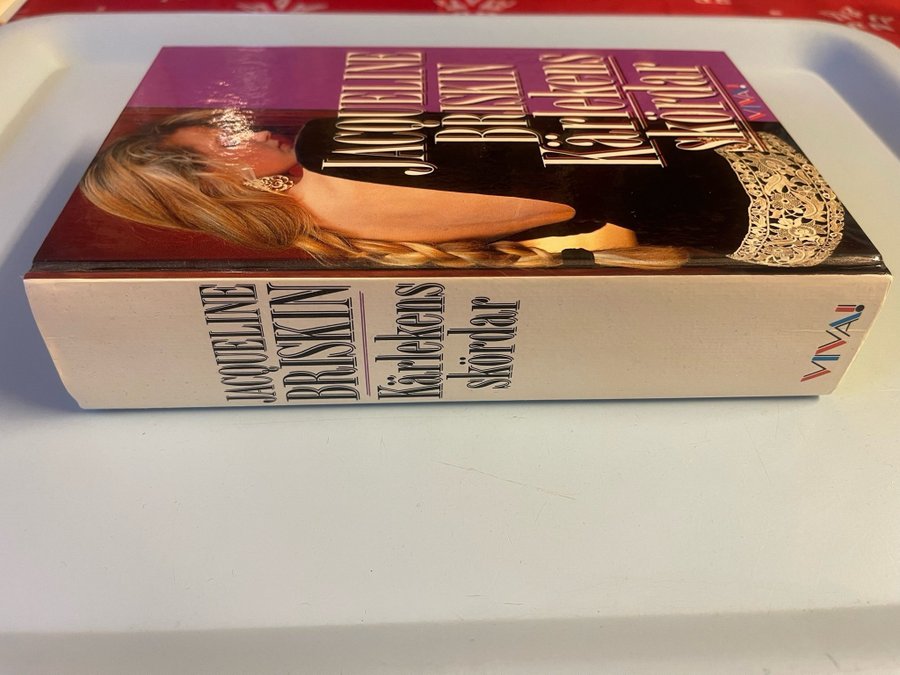 JACQUELINE
BRISKIN
Kärlekens
skördar
VIVA!
JACQUELINE
BRISKIN
Kärlekens
skördar
VIVA!